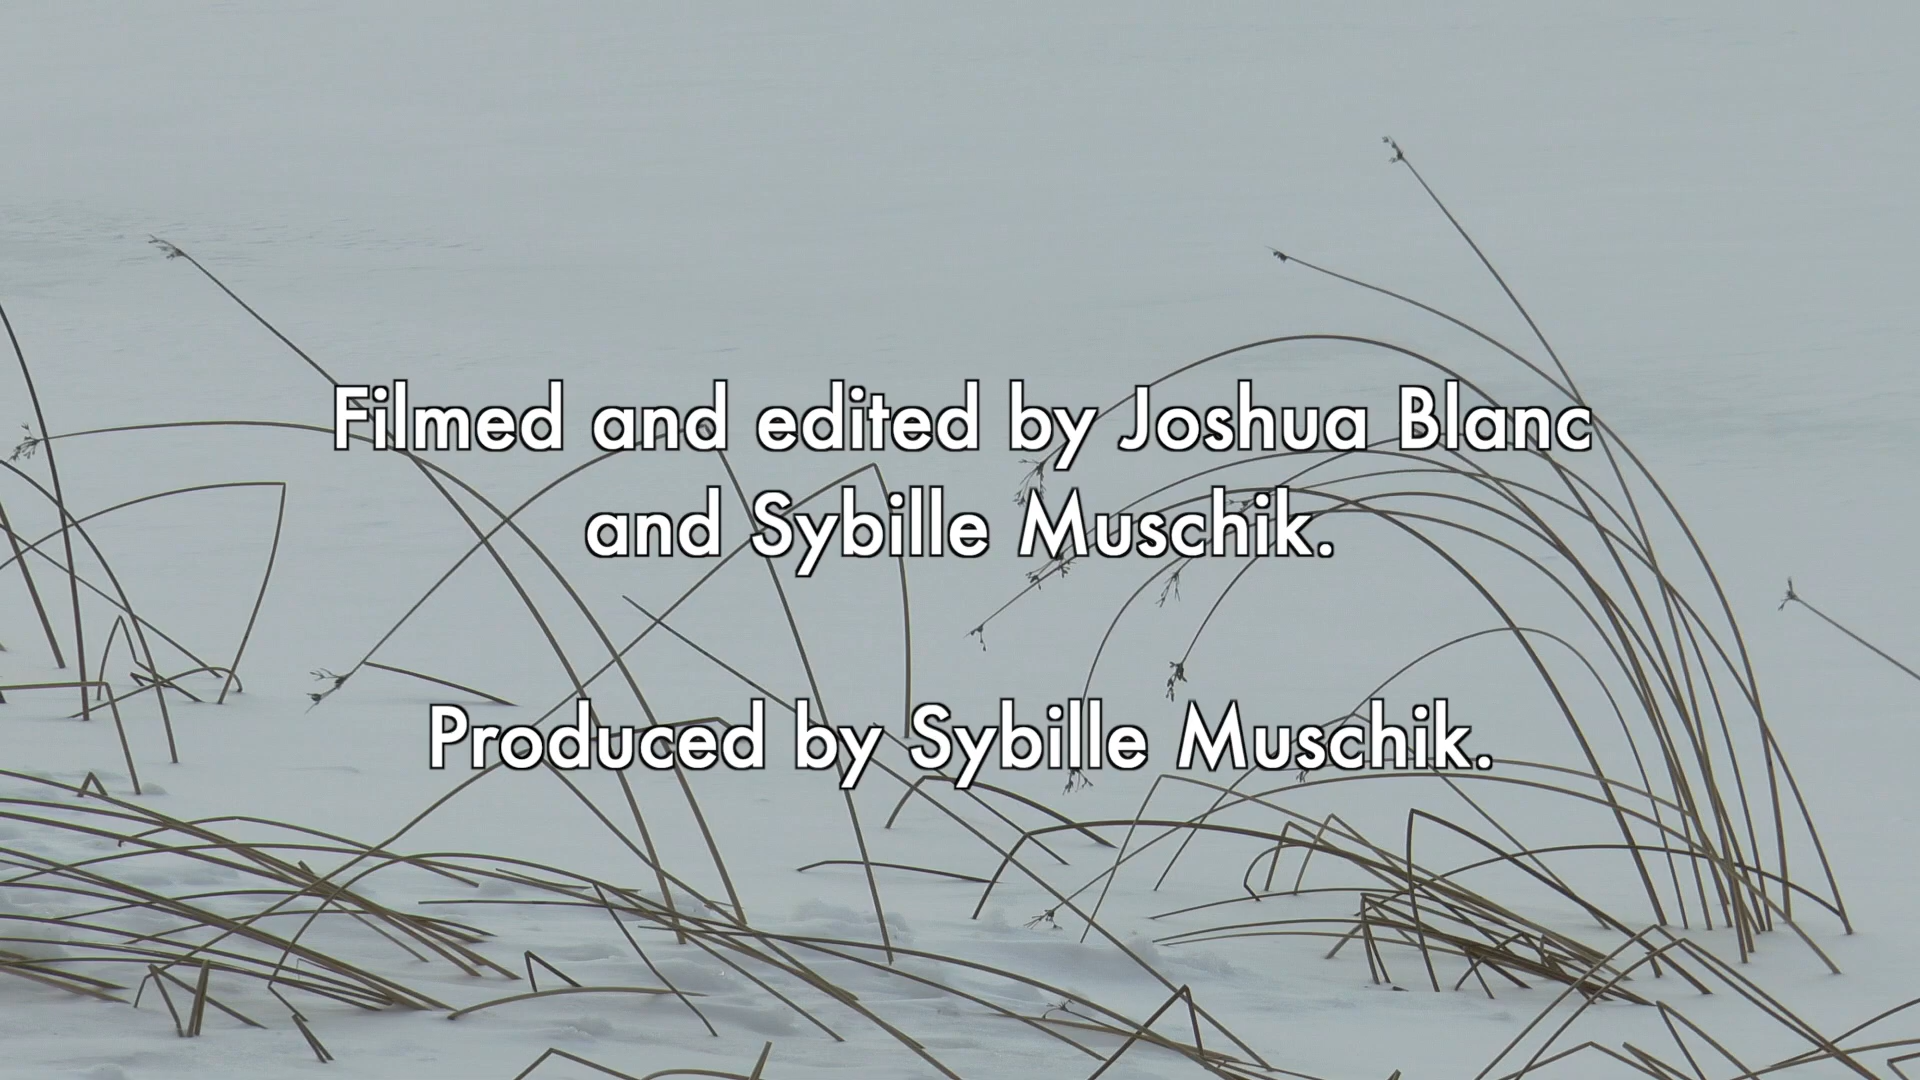 Filmed and edited by Joshua Blanc
and Sybille Muschik.
Produced by Sybille Muschik.